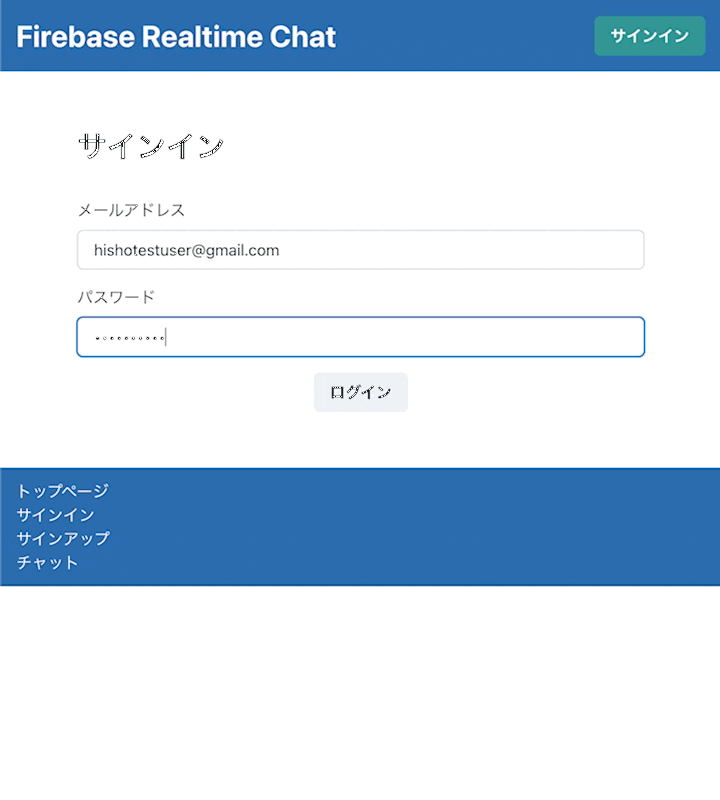 Firebase Realtime Chat
サインイン
サインイン
メールアドレス
hishotestuser@gmail.com
パスワード
ログイン
トップページ
サインイン
サインアップ
チャット